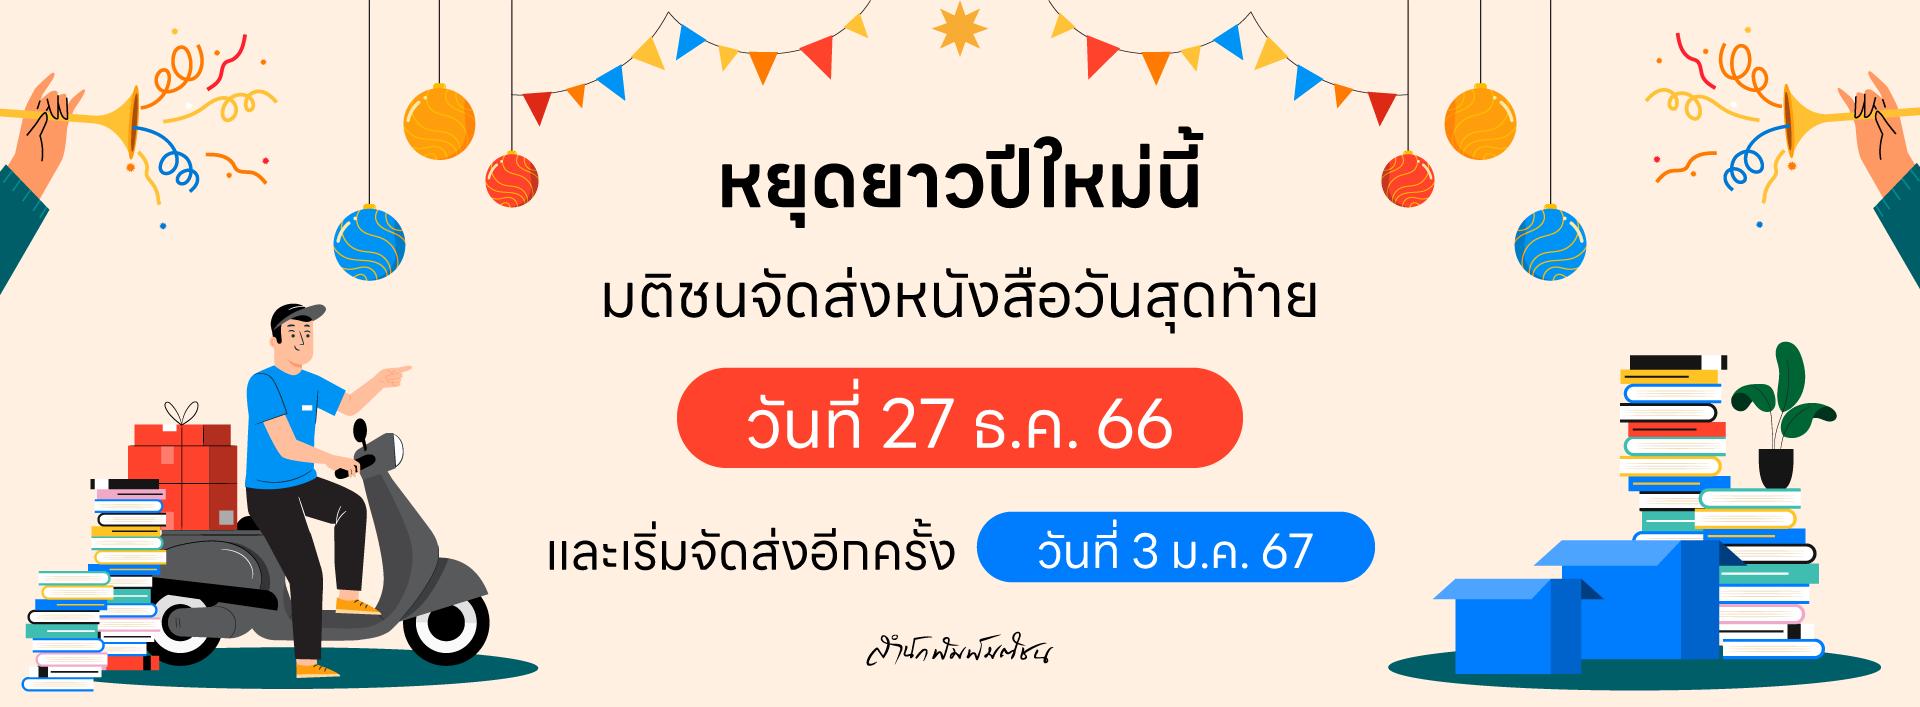 หยุดยาวปีใหม่นี้
มติชนจัดส่งหนังสือวันสุดท้าย
วันที่ 27 ธ.ค. 66
และเริ่มจัดส่งอีกครั้ง วันที่ 3 ม.ค. 67
สำนักพิมพ์มติชน